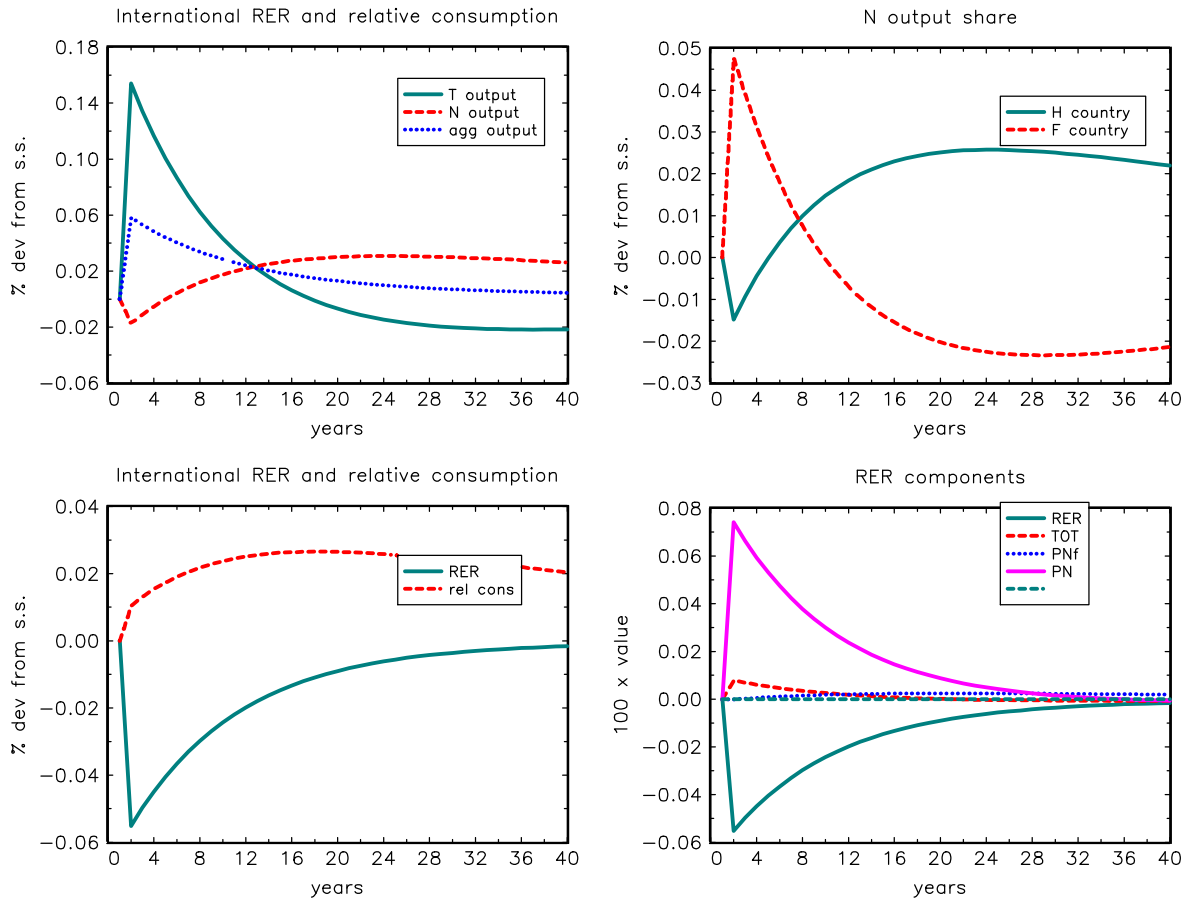 International RER and relative consumption
% dev from s.s.
0.18
0.14
0.10
0.06
0.02
−0.02
−0.06
T output
N output
agg output
0 4 8 12 16 20 24 28 32 36 40
years
N output share
% dev from s.s.
0.05
0.04
0.03
0.02
0.01
0.00
−0.01
−0.02
−0.03
H country
F country
0 4 8 12 16 20 24 28 32 36 40
years
International RER and relative consumption
% dev from s.s.
0.04
0.02
0.00
−0.02
−0.04
−0.06
RER
rel cons
0 4 8 12 16 20 24 28 32 36 40
years
RER components
100 x value
0.08
0.06
0.04
0.02
0.00
−0.02
−0.04
−0.06
RER
TOT
PNf
PN
0 4 8 12 16 20 24 28 32 36 40
years